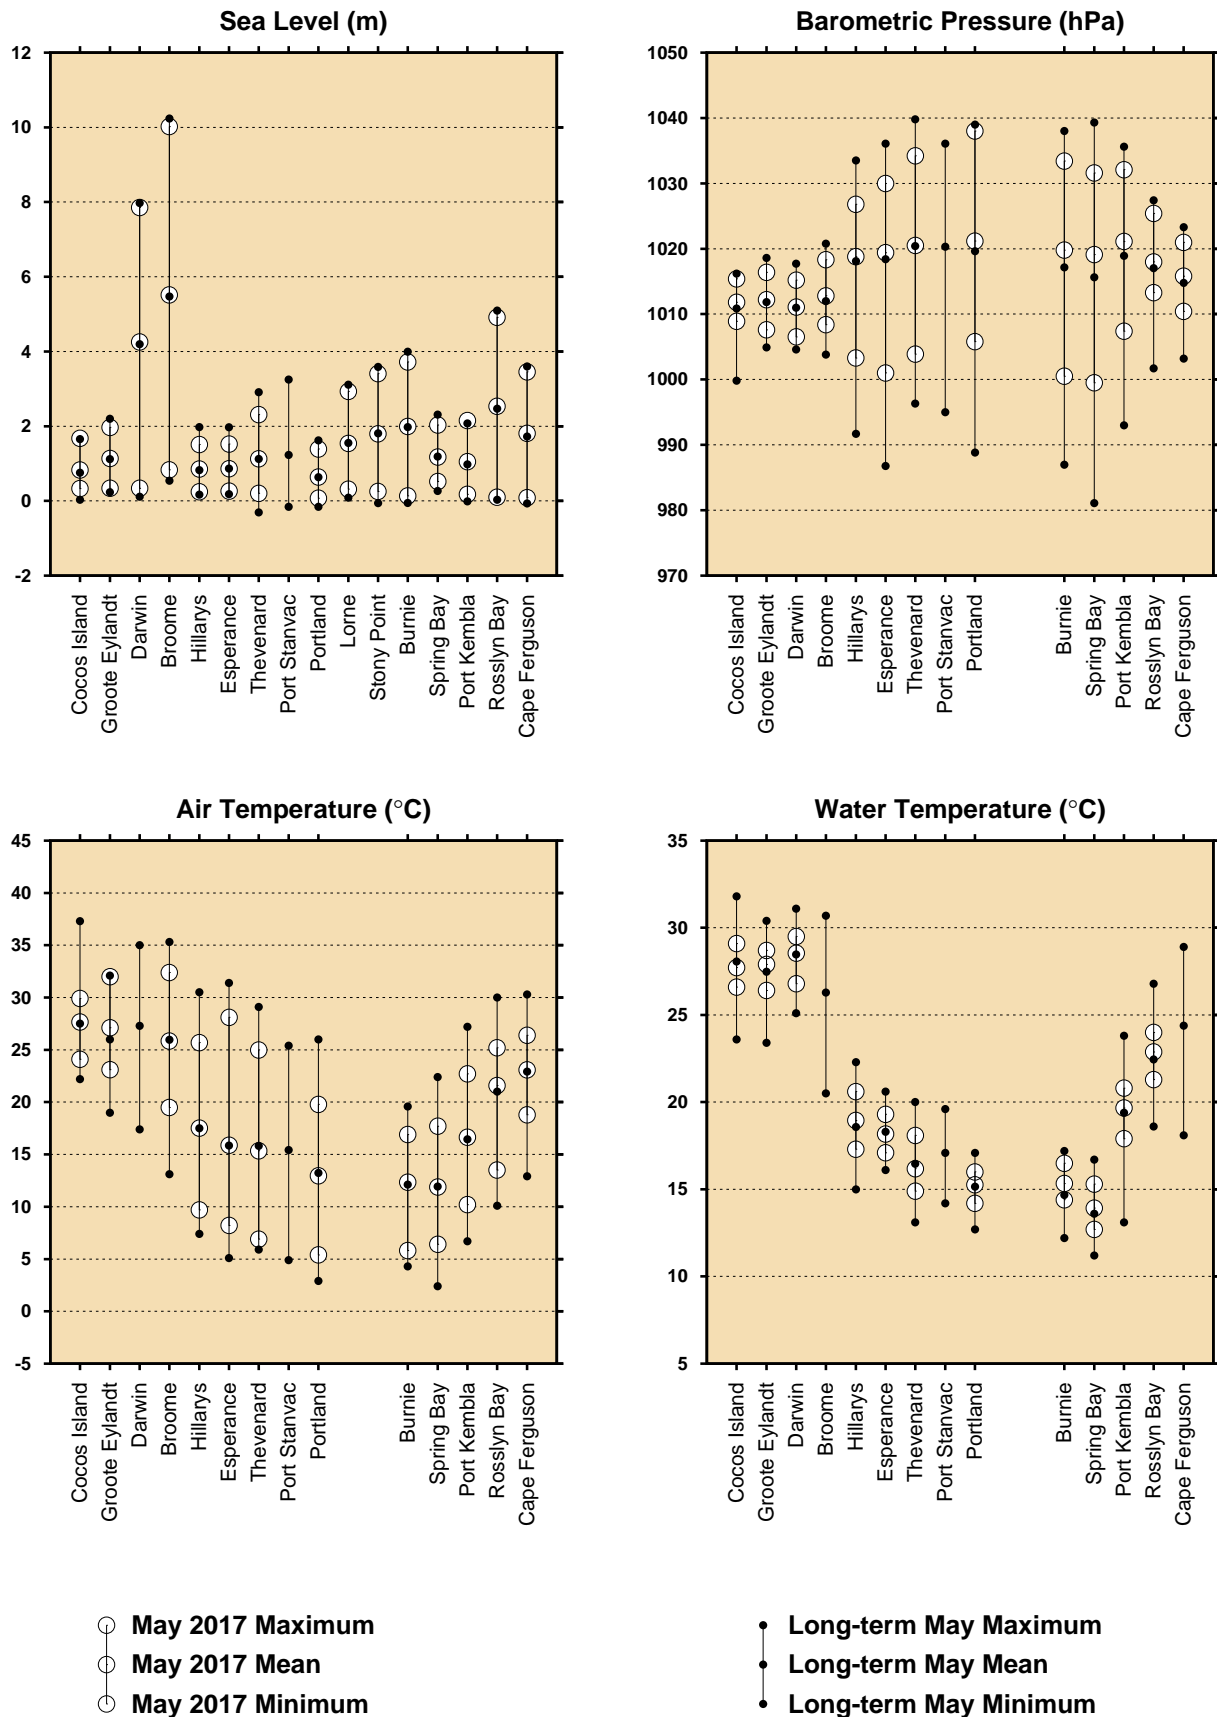 Sea Level (m)
12
10
8
6
4
2
0
-2
Cocos Island
Groote Eylandt
Darwin
Broome
Hillarys
Esperance
Thevenard
Port Stanvac
Portland
Lorne
Stony Point
Burnie
Spring Bay
Port Kembla
Rosslyn Bay
Cape Ferguson
Barometric Pressure (hPa)
1050
1040
1030
1020
1010
1000
990
980
970
Cocos Island
Groote Eylandt
Darwin
Broome
Hillarys
Esperance
Thevenard
Port Stanvac
Portland
Burnie
Spring Bay
Port Kembla
Rosslyn Bay
Cape Ferguson
Air Temperature (°C)
45
40
35
30
25
20
15
10
5
0
-5
Cocos Island
Groote Eylandt
Darwin
Broome
Hillarys
Esperance
Thevenard
Port Stanvac
Portland
Burnie
Spring Bay
Port Kembla
Rosslyn Bay
Cape Ferguson
Water Temperature (°C)
35
30
25
20
15
10
5
Cocos Island
Groote Eylandt
Darwin
Broome
Hillarys
Esperance
Thevenard
Port Stanvac
Portland
Burnie
Spring Bay
Port Kembla
Rosslyn Bay
Cape Ferguson
May 2017 Maximum
May 2017 Mean
May 2017 Minimum
Long-term May Maximum
Long-term May Mean
Long-term May Minimum